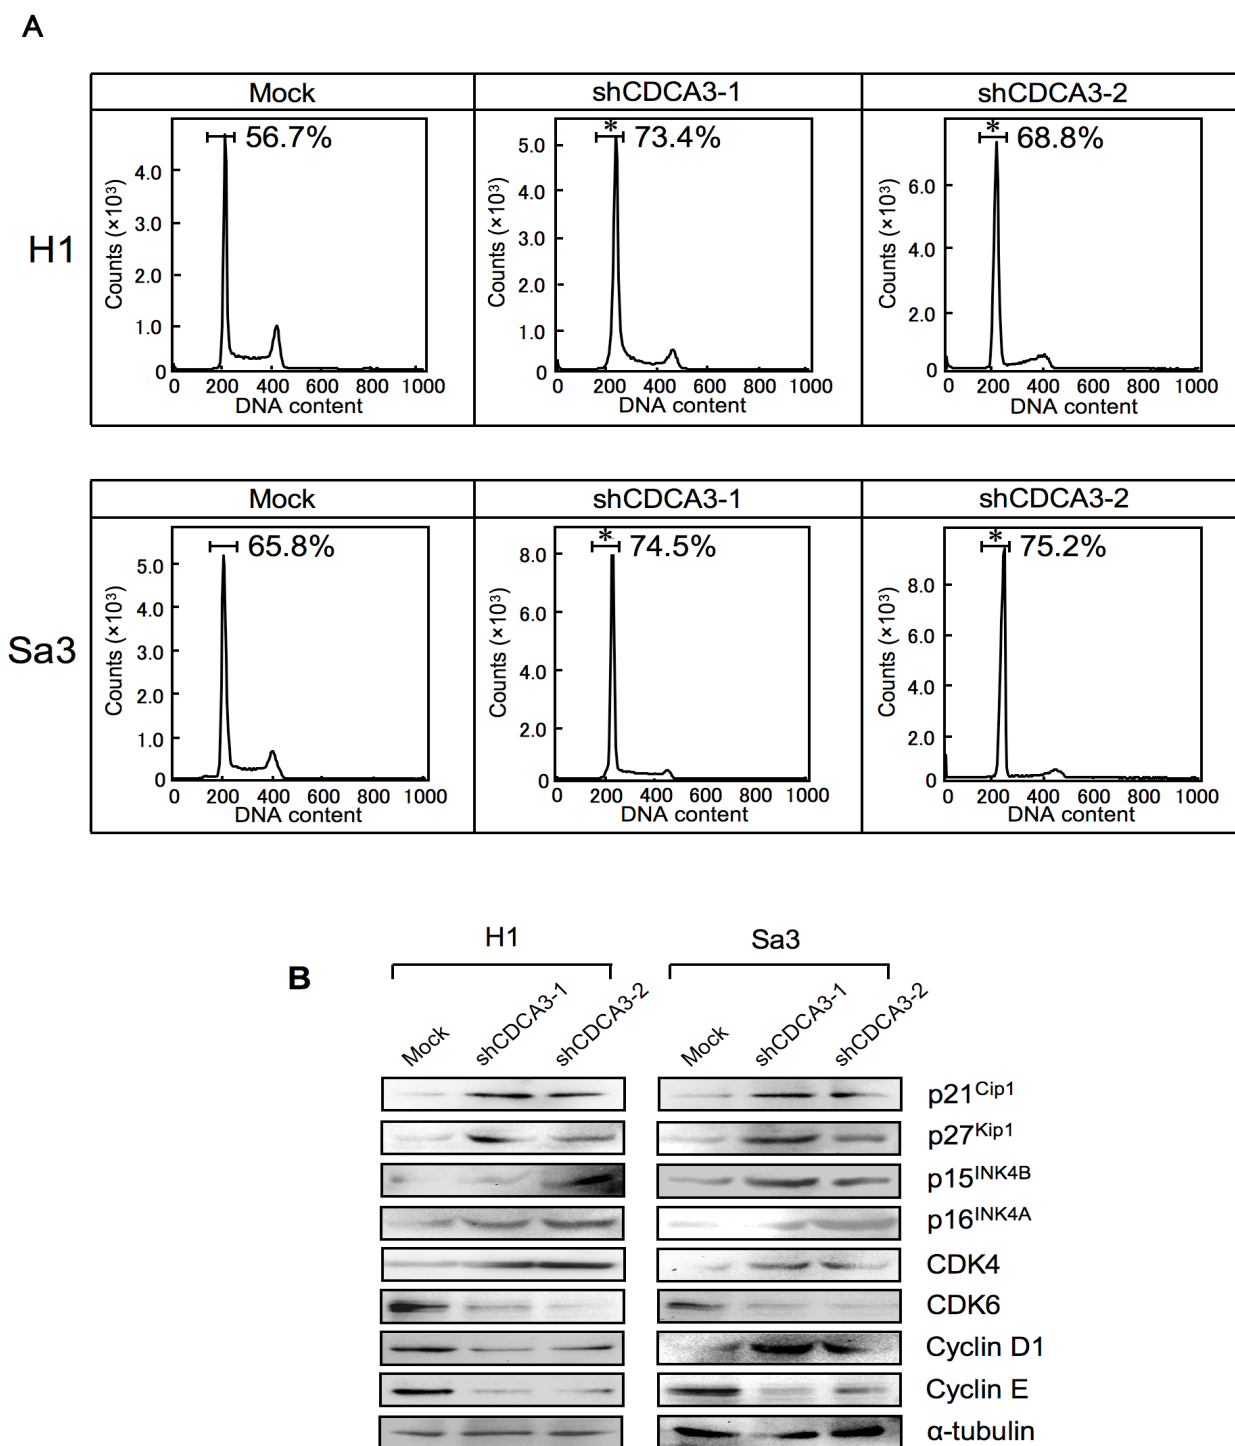 A
Mock shCDCA3-1 shCDCA3-2
H1
56.7%
Counts (×10³)
4.0
3.0
2.0
1.0
0
0 200 400 600 800 1000
DNA content
* 73.4%
Counts (×10³)
5.0
4.0
3.0
2.0
1.0
0
0 200 400 600 800 1000
DNA content
* 68.8%
Counts (×10³)
6.0
4.0
2.0
0
0 200 400 600 800 1000
DNA content
Mock shCDCA3-1 shCDCA3-2
Sa3
65.8%
Counts (×10³)
5.0
4.0
3.0
2.0
1.0
0
0 200 400 600 800 1000
DNA content
* 74.5%
Counts (×10³)
8.0
6.0
4.0
2.0
0
0 200 400 600 800 1000
DNA content
* 75.2%
Counts (×10³)
8.0
6.0
4.0
2.0
0
0 200 400 600 800 1000
DNA content
B
H1 Sa3
Mock shCDCA3-1 shCDCA3-2 Mock shCDCA3-1 shCDCA3-2
p21Cip1
p27Kip1
p15INK4B
p16INK4A
CDK4
CDK6
Cyclin D1
Cyclin E
α-tubulin